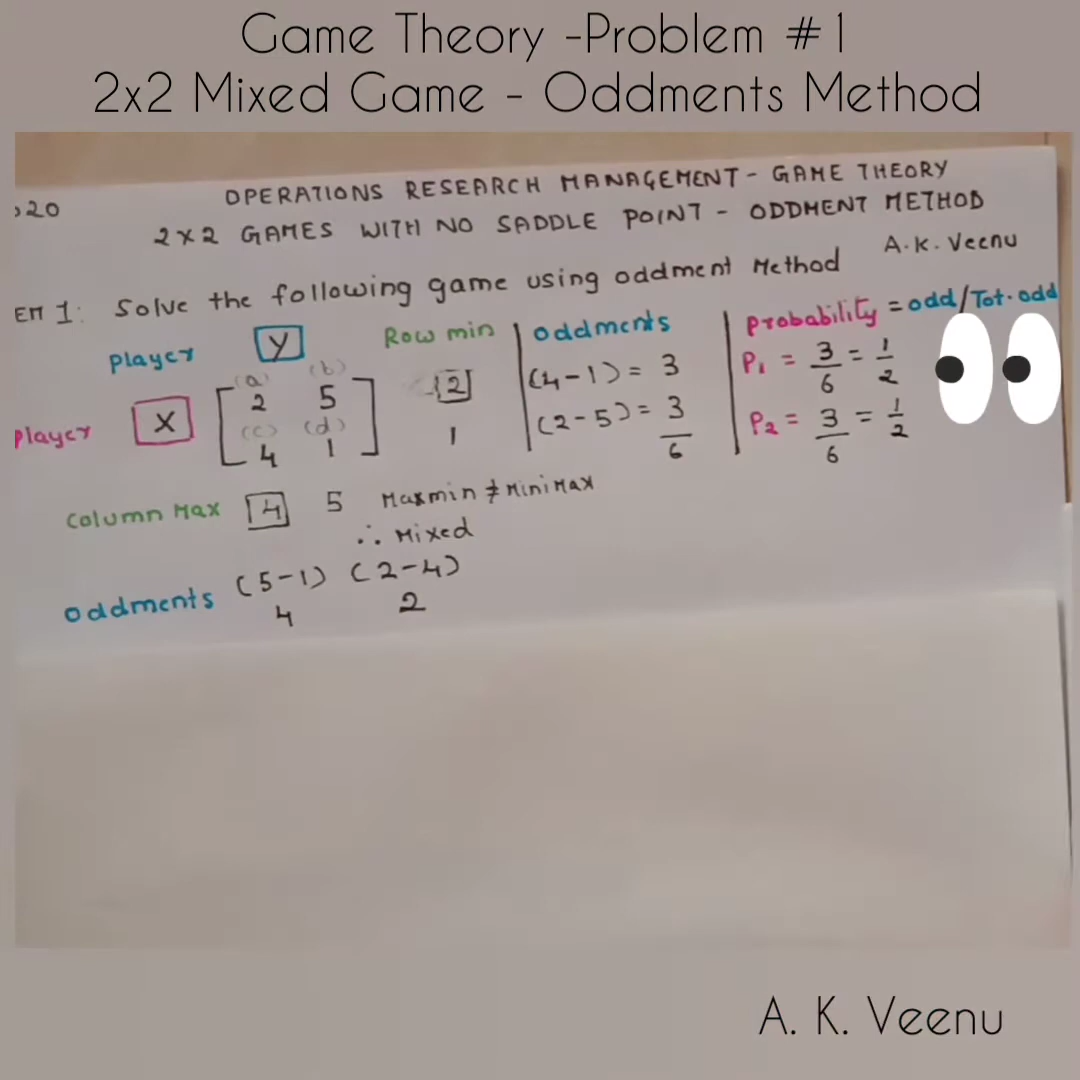 Game Theory -Problem #1
2x2 Mixed Game - Oddments Method
020
OPERATIONS RESEARCH MANAGEMENT - GAME THEORY
2x2 GAMES WITH NO SADDLE POINT - ODDMENT METHOD
A.K. Veenu
EM 1: Solve the following game using oddment Method
Player Y Row min oddments Probability = odd/Tot. odd
(a) (b)
Player X 2 5 2 (4-1) = 3 P1 = 3/6 = 1/2
(c) (d)
4 1 1 (2-5) = 3 P2 = 3/6 = 1/2
6
Column Max 4 5 Maxmin ≠ MiniMax
∴ Mixed
oddments (5-1) (2-4)
4 2
A. K. Veenu